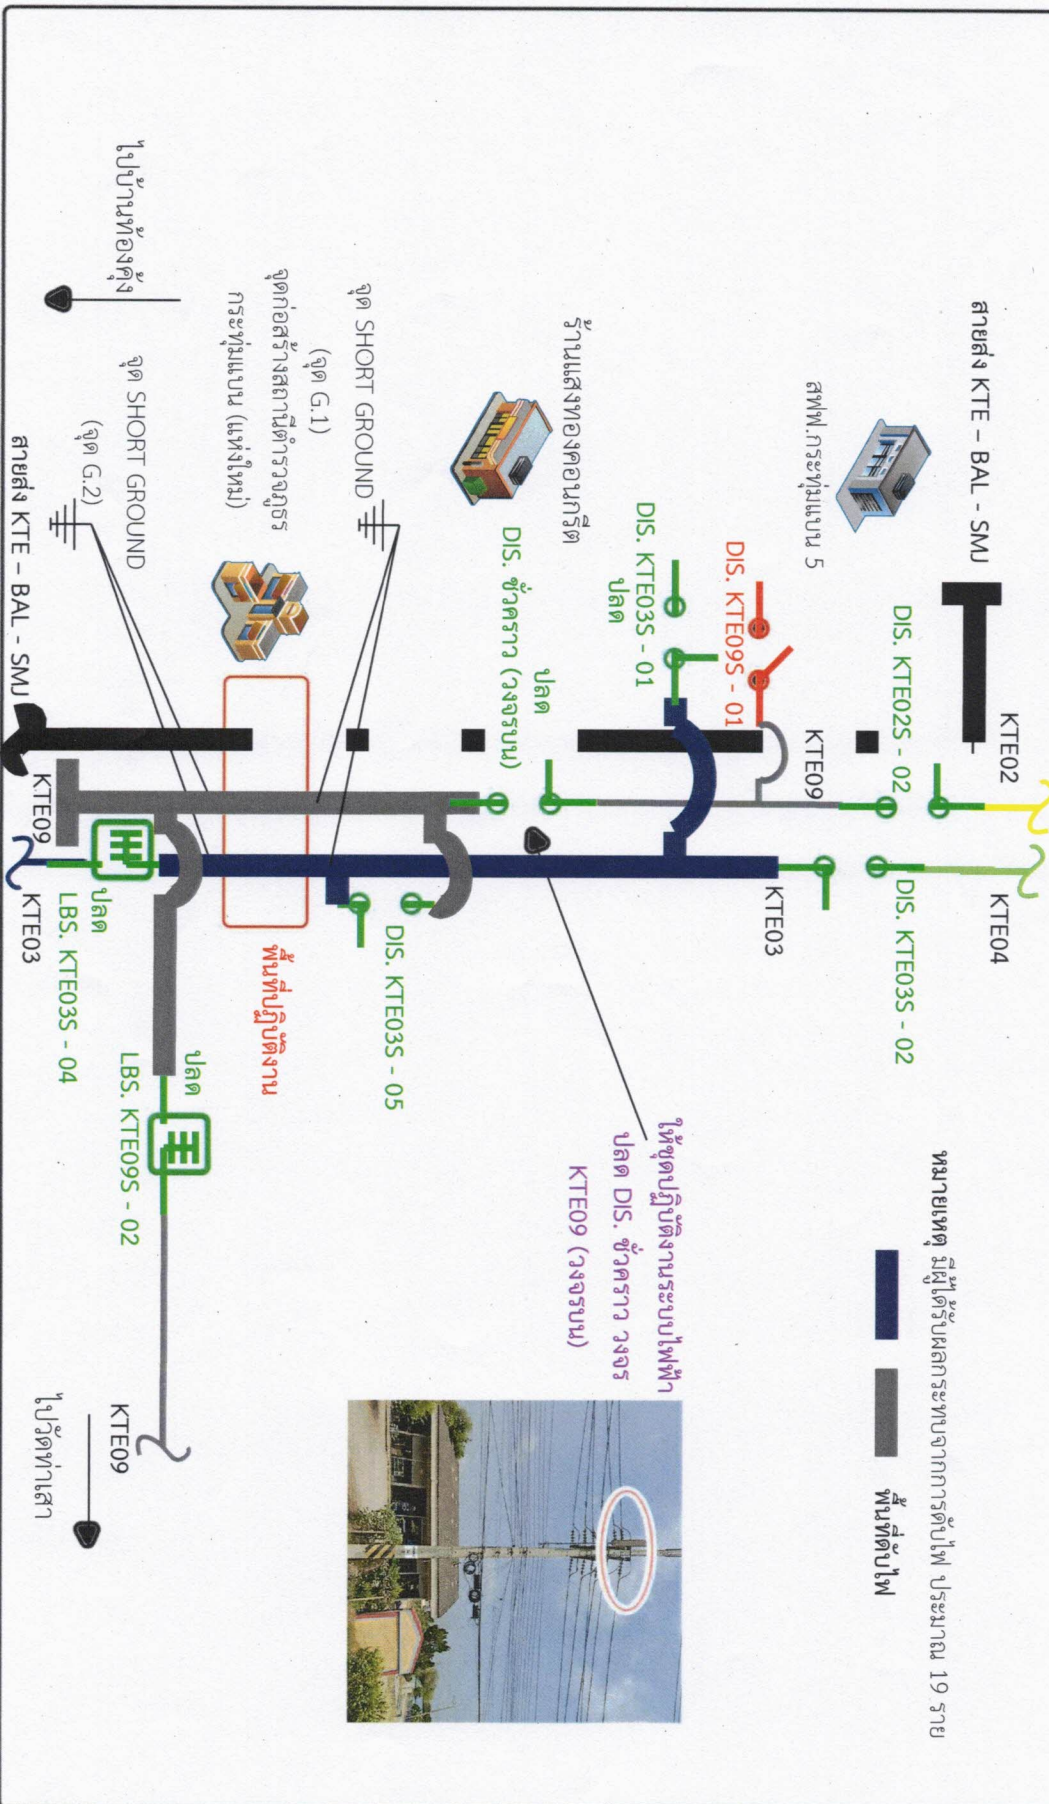 หมายเหตุ มีผู้ได้รับผลกระทบจากการดับไฟ ประมาณ 19 ราย
พื้นที่ดับไฟ
สายส่ง KTE – BAL - SMJ
KTE02
KTE04
DIS. KTE02S - 02
DIS. KTE03S - 02
สฟฟ.กระทุ่มแบน 5
KTE09
KTE03
DIS. KTE09S - 01
DIS. KTE03S - 01
ปลด
ให้ชุดปฏิบัติงานระบบไฟฟ้า
ปลด DIS. ชั่วคราว วงจร
KTE09 (วงจรบน)
ร้านแสงทองคอนกรีต
ปลด
DIS. ชั่วคราว (วงจรบน)
DIS. KTE03S - 05
จุด SHORT GROUND
(จุด G.1)
จุดก่อสร้างสถานีตำรวจภูธร
กระทุ่มแบน (แห่งใหม่)
พื้นที่ปฏิบัติงาน
ปลด
LBS. KTE09S - 02
จุด SHORT GROUND
(จุด G.2)
ปลด
LBS. KTE03S - 04
ไปบ้านท้องคุ้ง
สายส่ง KTE – BAL - SMJ
KTE09
KTE03
KTE09
ไปวัดท่าเสา